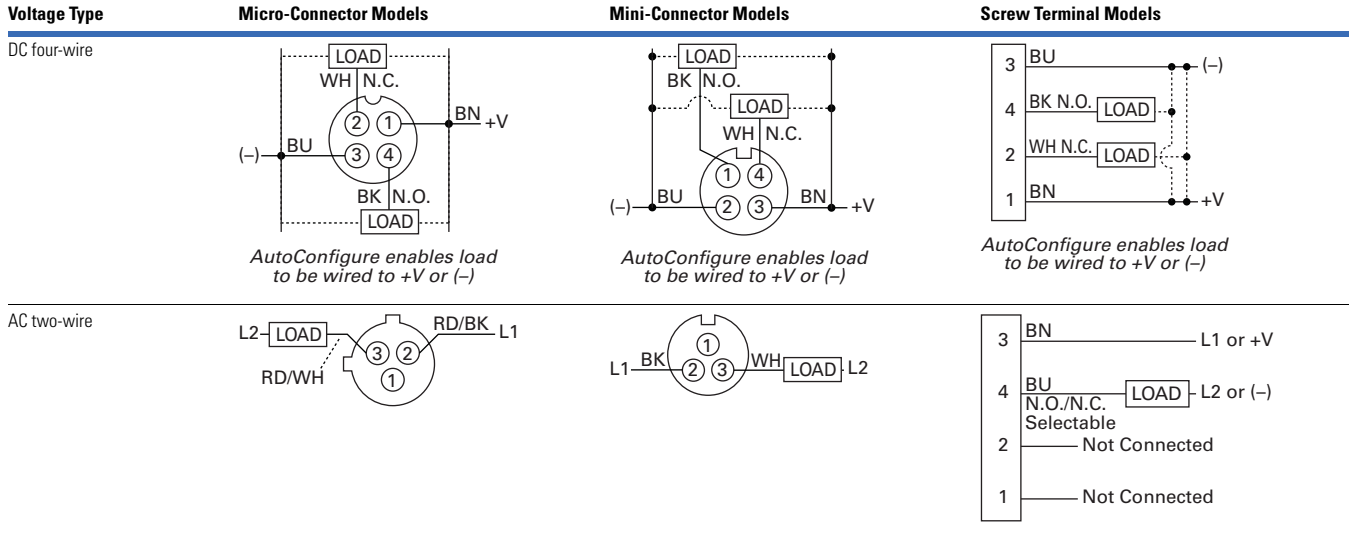 Voltage Type Micro-Connector Models Mini-Connector Models Screw Terminal Models
DC four-wire
LOAD
WH N.C.
2 1
BN +V
(–) BU
3 4
BK N.O.
LOAD
AutoConfigure enables load
to be wired to +V or (–)
LOAD
BK N.O.
LOAD
WH N.C.
1 4
(–) BU 2 3 BN +V
AutoConfigure enables load
to be wired to +V or (–)
3 BU (–)
4 BK N.O. LOAD
2 WH N.C. LOAD
1 BN +V
AutoConfigure enables load
to be wired to +V or (–)
AC two-wire
L2 LOAD RD/BK L1
3 2
RD/WH
1
1
L1 BK 2 3 WH LOAD L2
3 BN L1 or +V
4 BU LOAD L2 or (–)
N.O./N.C.
Selectable
2 Not Connected
1 Not Connected